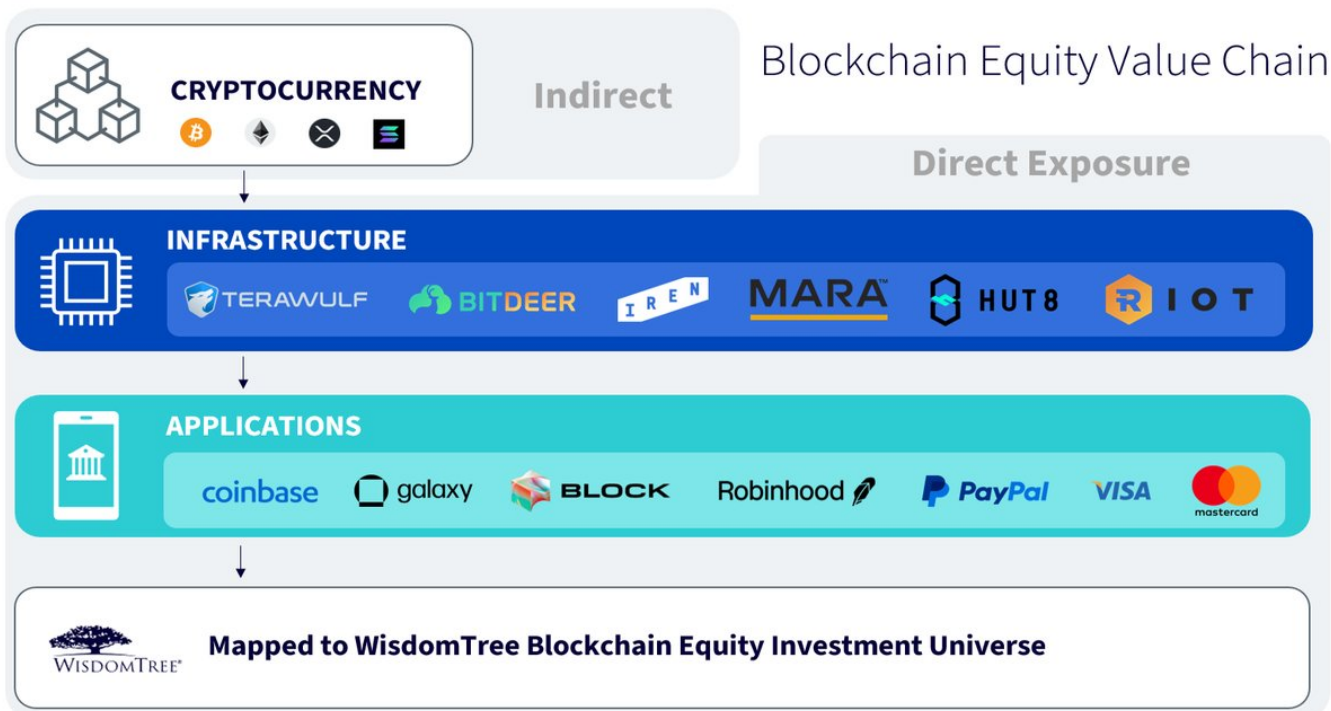 Blockchain Equity Value Chain
CRYPTOCURRENCY
Indirect
Direct Exposure
INFRASTRUCTURE
TERAWULF BITDEER IREN MARA™ HUT 8 RIOT
APPLICATIONS
coinbase galaxy BLOCK Robinhood PayPal VISA mastercard
WISDOMTREE®
Mapped to WisdomTree Blockchain Equity Investment Universe